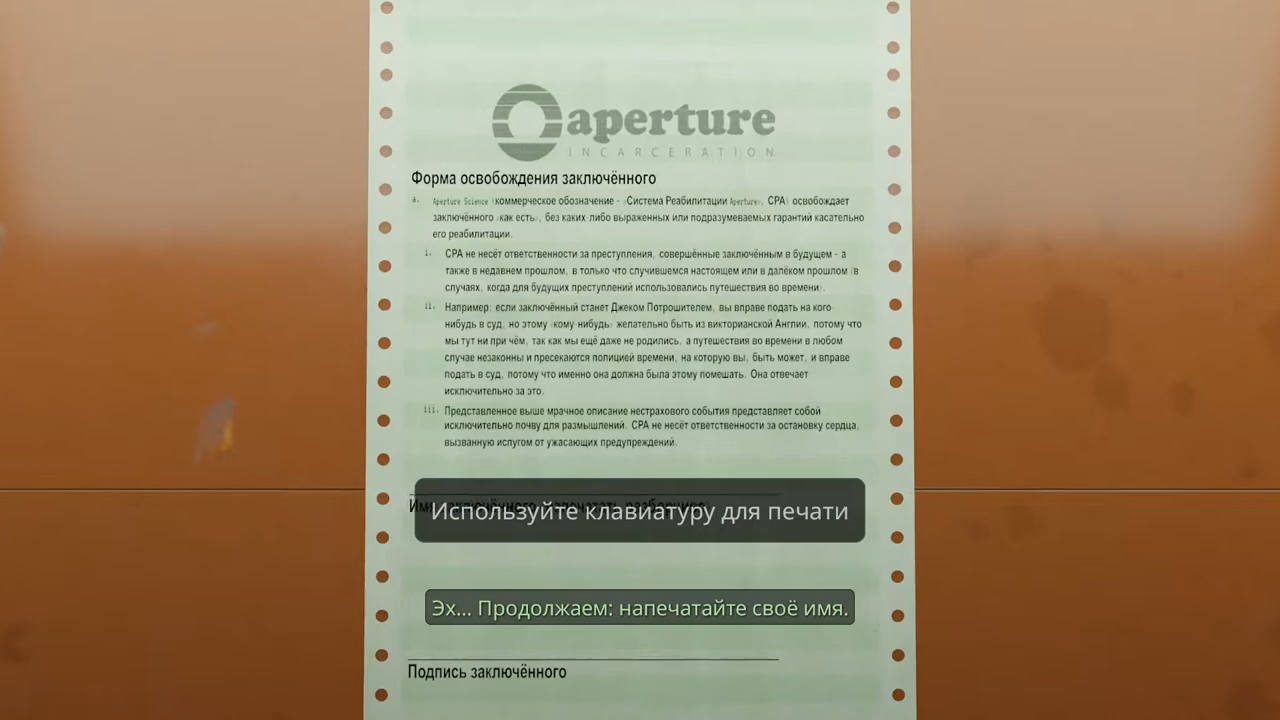 aperture
INCARCERATION
Форма освобождения заключённого
a. Aperture Science (коммерческое обозначение - «Система Реабилитации Aperture», СРА) освобождает
заключённого «как есть», без каких-либо выраженных или подразумеваемых гарантий касательно
его реабилитации.
i. СРА не несёт ответственности за преступления, совершённые заключённым в будущем - а
также в недавнем прошлом, в только что случившемся настоящем или в далёком прошлом (в
случаях, когда для будущих преступлений использовались путешествия во времени).
ii. Например: если заключённый станет Джеком Потрошителем, вы вправе подать на кого-
нибудь в суд, но этому «кому-нибудь» желательно быть из викторианской Англии, потому что
мы тут ни при чём, так как мы ещё даже не родились, а путешествия во времени в любом
случае незаконны и пресекаются полицией времени, на которую вы, быть может, и вправе
подать в суд, потому что именно она должна была этому помешать. Она отвечает
исключительно за это.
iii. Представленное выше мрачное описание нестрахового события представляет собой
исключительно почву для размышлений. СРА не несёт ответственности за остановку сердца,
вызванную испугом от ужасающих предупреждений.
Используйте клавиатуру для печати
Эх... Продолжаем: напечатайте своё имя.
Подпись заключённого